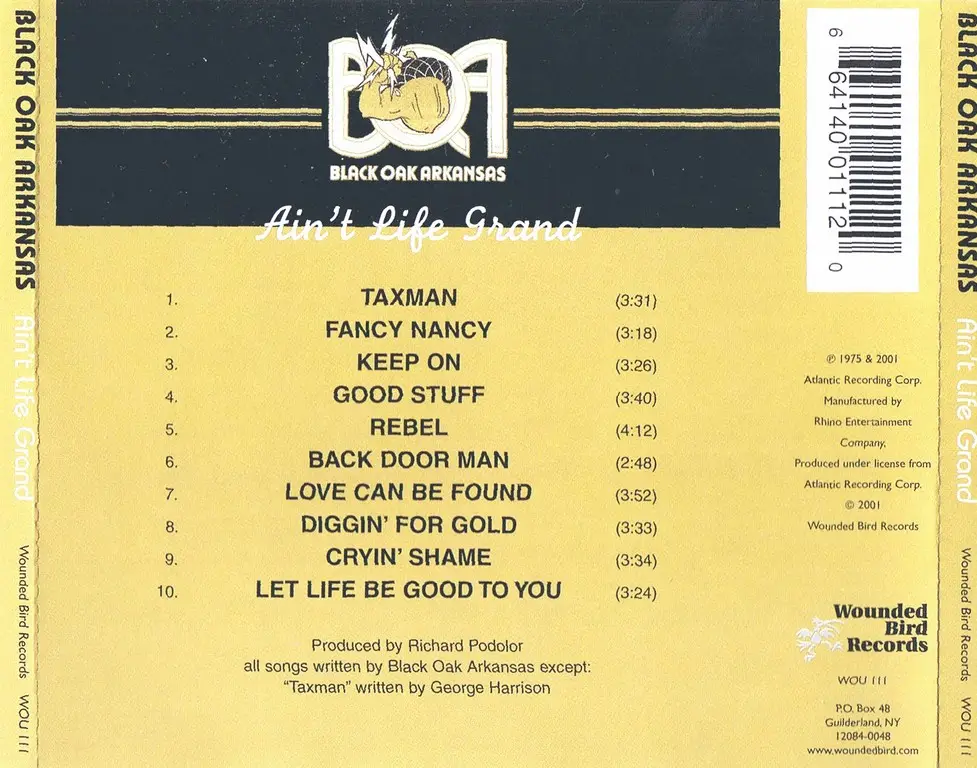 BLACK OAK ARKANSAS Ain't Life Grand Wounded Bird Records WOU 111
BOA
BLACK OAK ARKANSAS
Ain't Life Grand
1. TAXMAN (3:31)
2. FANCY NANCY (3:18)
3. KEEP ON (3:26)
4. GOOD STUFF (3:40)
5. REBEL (4:12)
6. BACK DOOR MAN (2:48)
7. LOVE CAN BE FOUND (3:52)
8. DIGGIN' FOR GOLD (3:33)
9. CRYIN' SHAME (3:34)
10. LET LIFE BE GOOD TO YOU (3:24)
Produced by Richard Podolor
all songs written by Black Oak Arkansas except:
“Taxman” written by George Harrison
6 64140 01112 0
℗ 1975 & 2001
Atlantic Recording Corp.
Manufactured by
Rhino Entertainment
Company.
Produced under license from
Atlantic Recording Corp.
© 2001
Wounded Bird Records
Wounded
Bird
Records
WOU 111
P.O. Box 48
Guilderland, NY
12084-0048
www.woundedbird.com
BLACK OAK ARKANSAS Ain't Life Grand Wounded Bird Records WOU 111